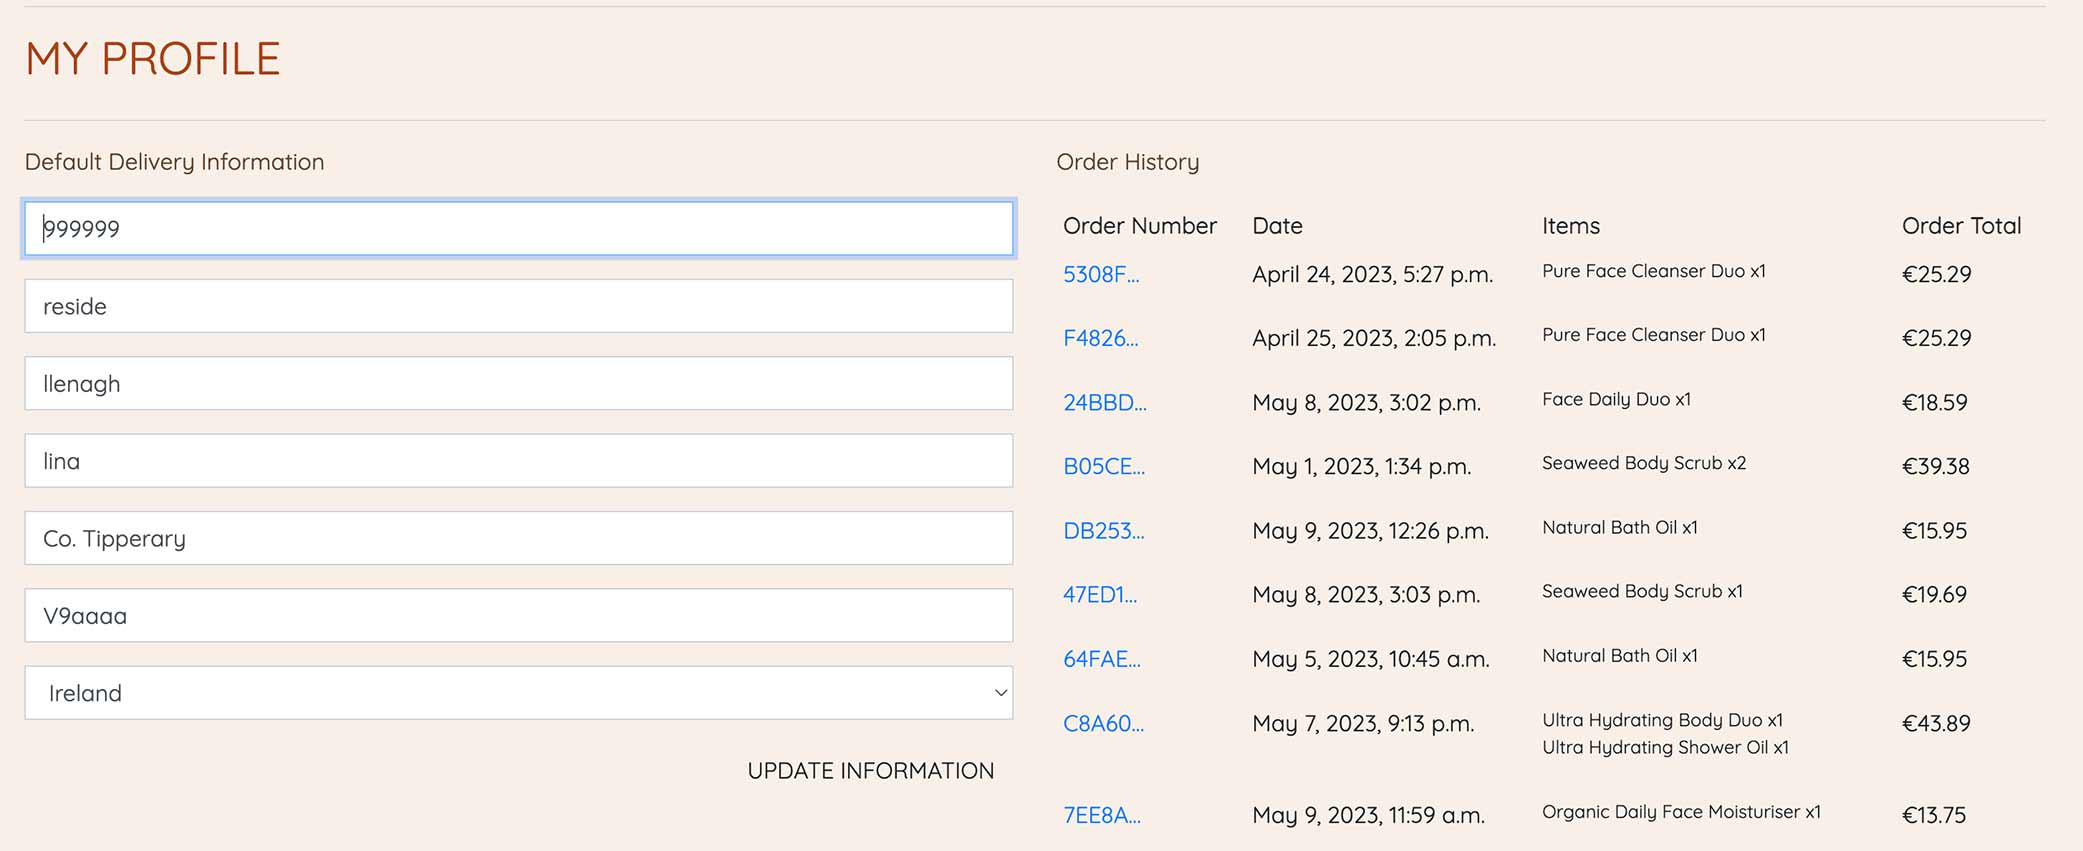 MY PROFILE
Default Delivery Information
999999
reside
llenagh
lina
Co. Tipperary
V9aaaa
Ireland
UPDATE INFORMATION
Order History
Order Number Date Items Order Total
5308F... April 24, 2023, 5:27 p.m. Pure Face Cleanser Duo x1 €25.29
F4826... April 25, 2023, 2:05 p.m. Pure Face Cleanser Duo x1 €25.29
24BBD... May 8, 2023, 3:02 p.m. Face Daily Duo x1 €18.59
B05CE... May 1, 2023, 1:34 p.m. Seaweed Body Scrub x2 €39.38
DB253... May 9, 2023, 12:26 p.m. Natural Bath Oil x1 €15.95
47ED1... May 8, 2023, 3:03 p.m. Seaweed Body Scrub x1 €19.69
64FAE... May 5, 2023, 10:45 a.m. Natural Bath Oil x1 €15.95
C8A60... May 7, 2023, 9:13 p.m. Ultra Hydrating Body Duo x1 €43.89
Ultra Hydrating Shower Oil x1
7EE8A... May 9, 2023, 11:59 a.m. Organic Daily Face Moisturiser x1 €13.75